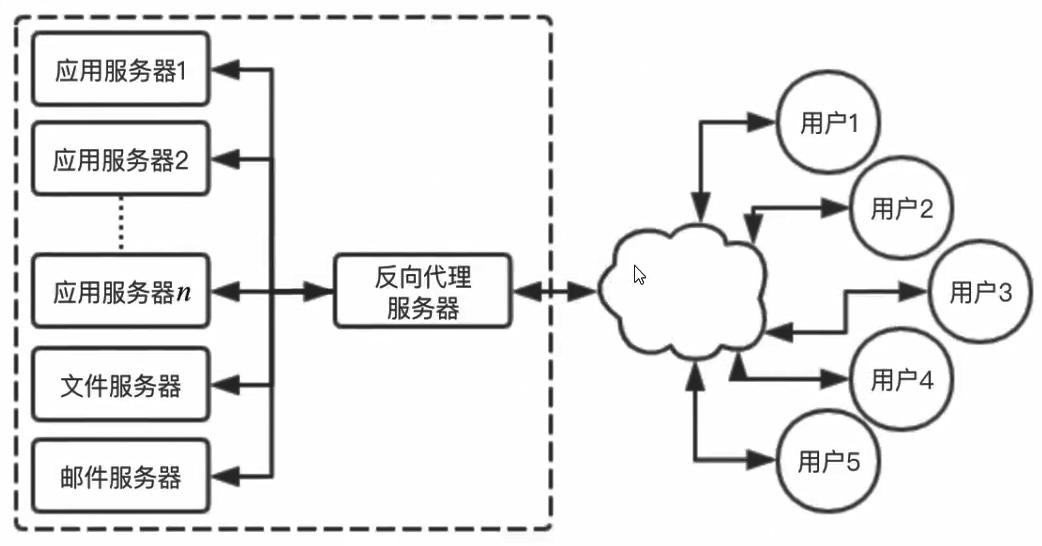 应用服务器1
应用服务器2
应用服务器n
文件服务器
邮件服务器
反向代理
服务器
用户1
用户2
用户3
用户4
用户5